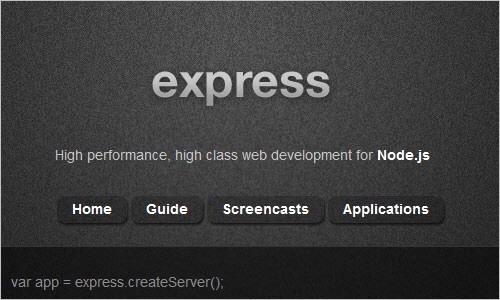 express
High performance, high class web development for Node.js
Home Guide Screencasts Applications
var app = express.createServer();